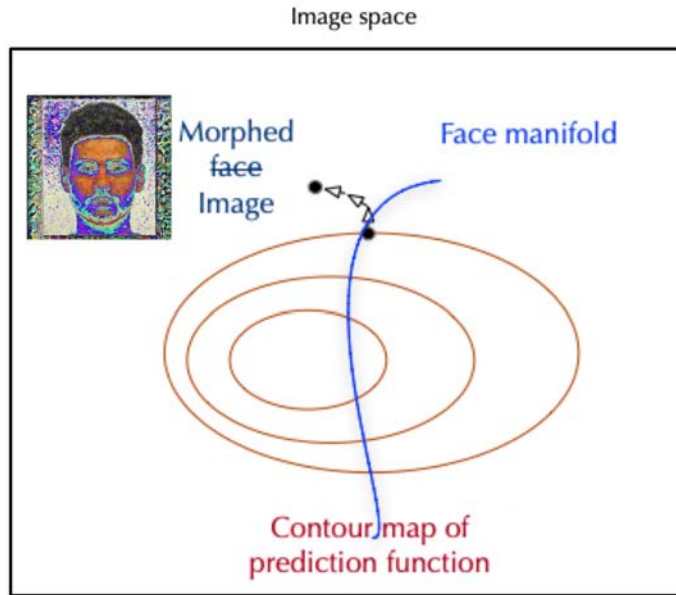 Image space
Morphed
face
Image
Face manifold
Contour map of
prediction function